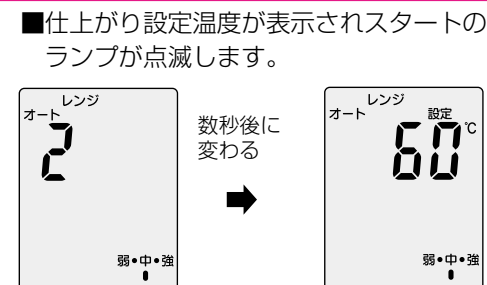 ■仕上がり設定温度が表示されスタートの
ランプが点滅します。
レンジ
オート
2
弱•中•強
数秒後に
変わる
➡
レンジ
オート 設定
60℃
弱•中•強